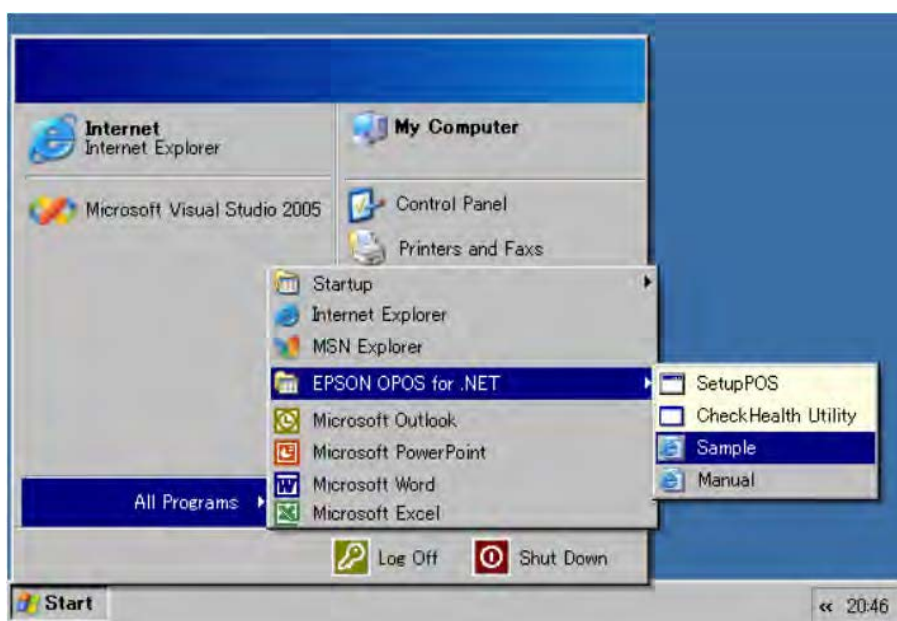 Internet
Internet Explorer
My Computer
Microsoft Visual Studio 2005
Control Panel
Printers and Faxs
Startup
Internet Explorer
MSN Explorer
EPSON OPOS for .NET
Microsoft Outlook
Microsoft PowerPoint
Microsoft Word
Microsoft Excel
SetupPOS
CheckHealth Utility
Sample
Manual
All Programs
Log Off
Shut Down
Start
« 20:46